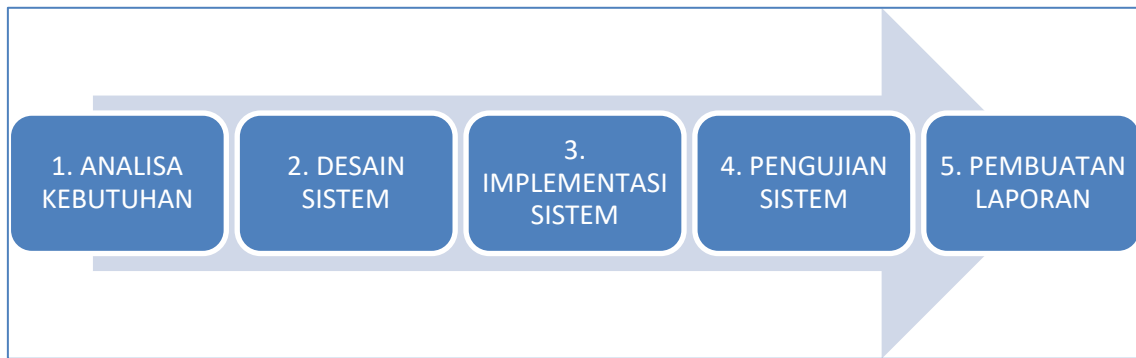 1. ANALISA
KEBUTUHAN
2. DESAIN
SISTEM
3.
IMPLEMENTASI
SISTEM
4. PENGUJIAN
SISTEM
5. PEMBUATAN
LAPORAN